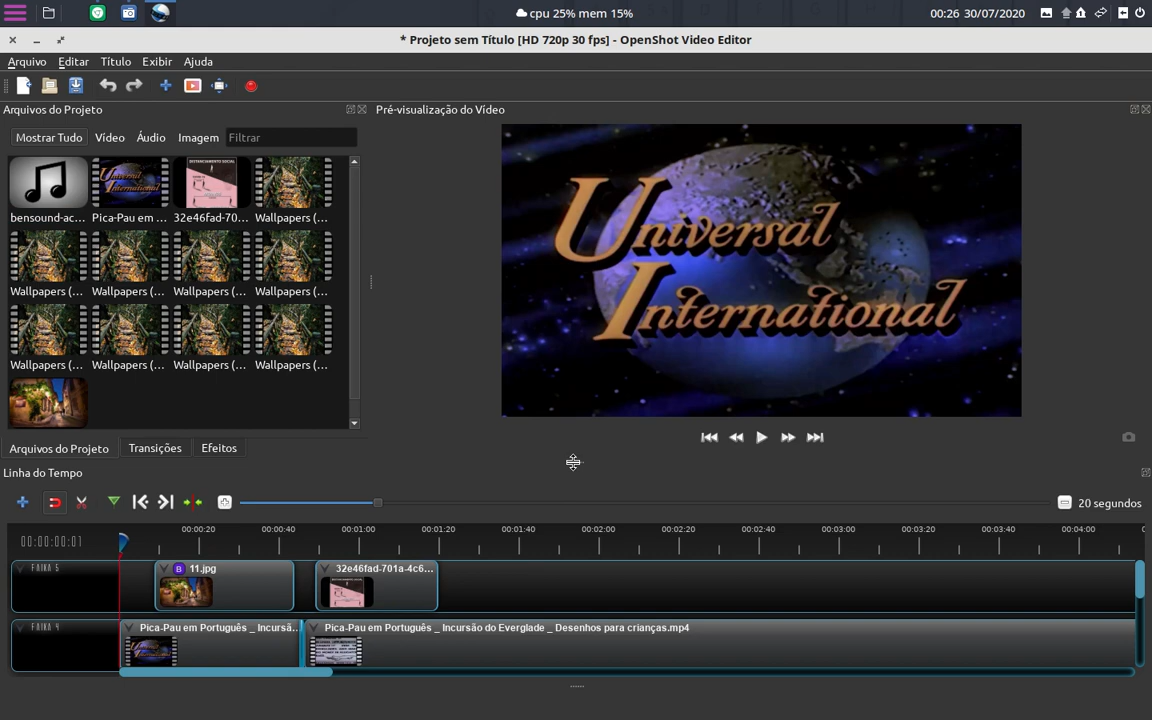 cpu 25% mem 15%
00:26 30/07/2020
* Projeto sem Título [HD 720p 30 fps] - OpenShot Video Editor
Arquivo Editar Título Exibir Ajuda
Arquivos do Projeto
Pré-visualização do Vídeo
Mostrar Tudo Vídeo Áudio Imagem Filtrar
bensound-ac... Pica-Pau em ... 32e46fad-70... Wallpapers (...
Wallpapers (... Wallpapers (... Wallpapers (... Wallpapers (...
Wallpapers (... Wallpapers (... Wallpapers (... Wallpapers (...
Universal
International
Arquivos do Projeto Transições Efeitos
Linha do Tempo
20 segundos
00:00:00:01
00:00:20 00:00:40 00:01:00 00:01:20 00:01:40 00:02:00 00:02:20 00:02:40 00:03:00 00:03:20 00:03:40 00:04:00
FAIXA 5
B 11.jpg
32e46fad-701a-4c6...
FAIXA 4
Pica-Pau em Português _ Incursã...
Pica-Pau em Português _ Incursão do Everglade _ Desenhos para crianças.mp4